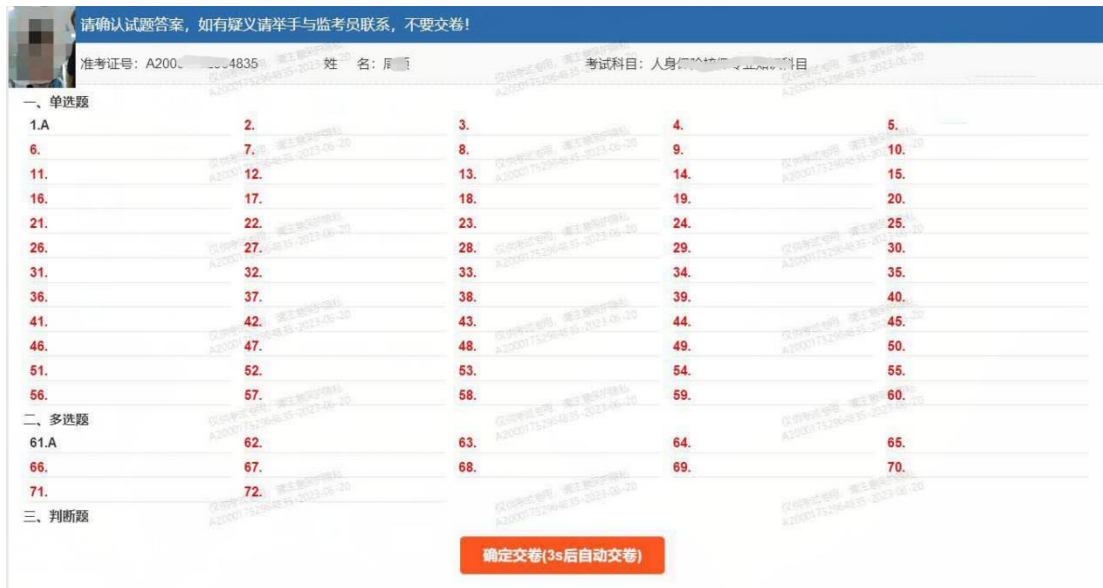 请确认试题答案，如有疑义请举手与监考员联系，不要交卷！
准考证号：A200 4835 姓 名： 考试科目：人身 科目
一、单选题
1.A 2. 3. 4. 5.
6. 7. 8. 9. 10.
11. 12. 13. 14. 15.
16. 17. 18. 19. 20.
21. 22. 23. 24. 25.
26. 27. 28. 29. 30.
31. 32. 33. 34. 35.
36. 37. 38. 39. 40.
41. 42. 43. 44. 45.
46. 47. 48. 49. 50.
51. 52. 53. 54. 55.
56. 57. 58. 59. 60.
二、多选题
61.A 62. 63. 64. 65.
66. 67. 68. 69. 70.
71. 72.
三、判断题
确定交卷(3s后自动交卷)